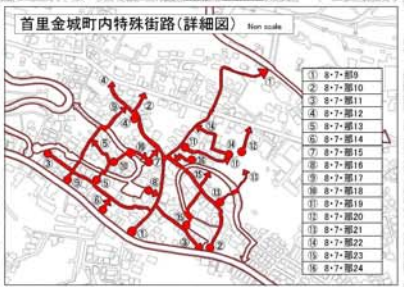 首里金城町内特殊街路(詳細図) Non scale
① 8・7・那9
② 8・7・那10
③ 8・7・那11
④ 8・7・那12
⑤ 8・7・那13
⑥ 8・7・那14
⑦ 8・7・那15
⑧ 8・7・那16
⑨ 8・7・那17
⑩ 8・7・那18
⑪ 8・7・那19
⑫ 8・7・那20
⑬ 8・7・那21
⑭ 8・7・那22
⑮ 8・7・那23
⑯ 8・7・那24